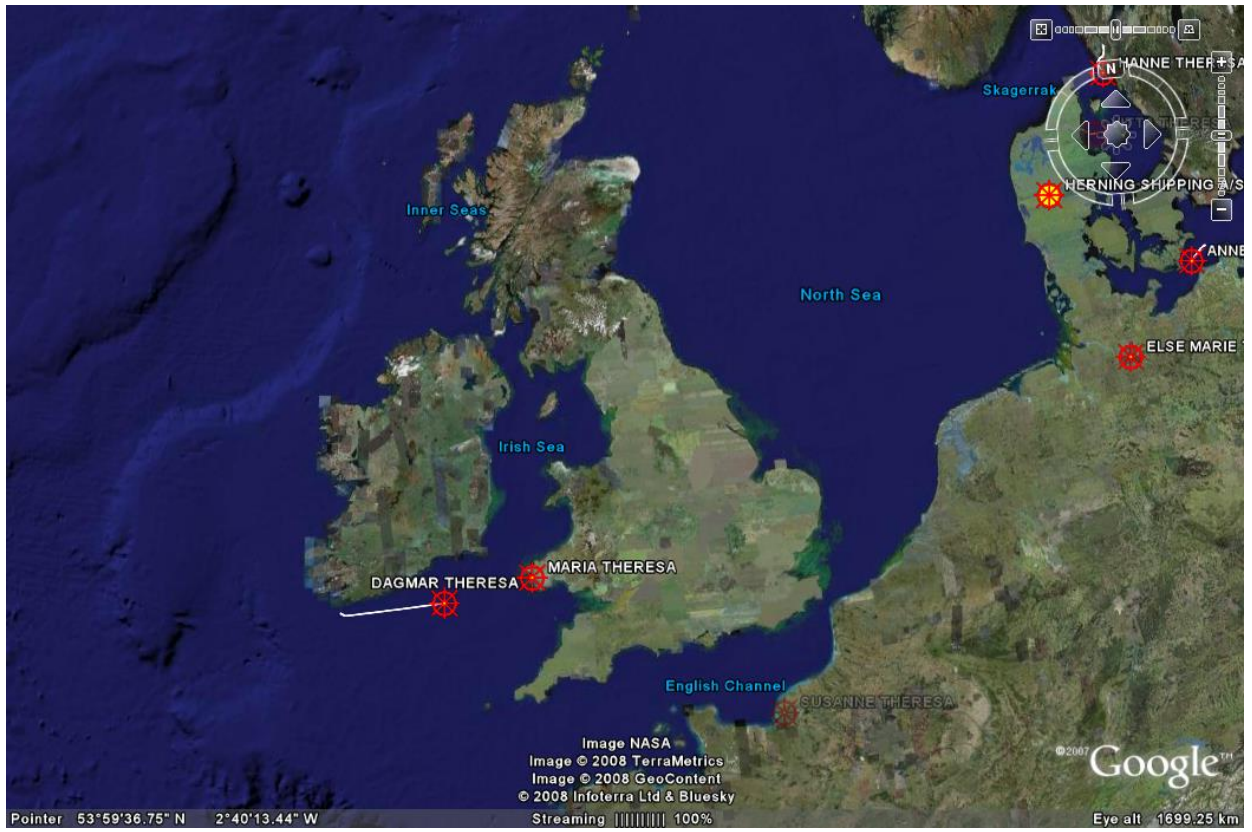 N
HANNE THERESA
Skagerrak
HERNING SHIPPING A/S
Inner Seas
ANNE
North Sea
ELSE MARIE T
Irish Sea
MARIA THERESA
DAGMAR THERESA
English Channel
SUSANNE THERESA
Image NASA
Image © 2008 TerraMetrics
Image © 2008 GeoContent
© 2008 Infoterra Ltd & Bluesky
©2007 Google™
Pointer 53°59'36.75" N 2°40'13.44" W Streaming |||||||||| 100% Eye alt 1699.25 km